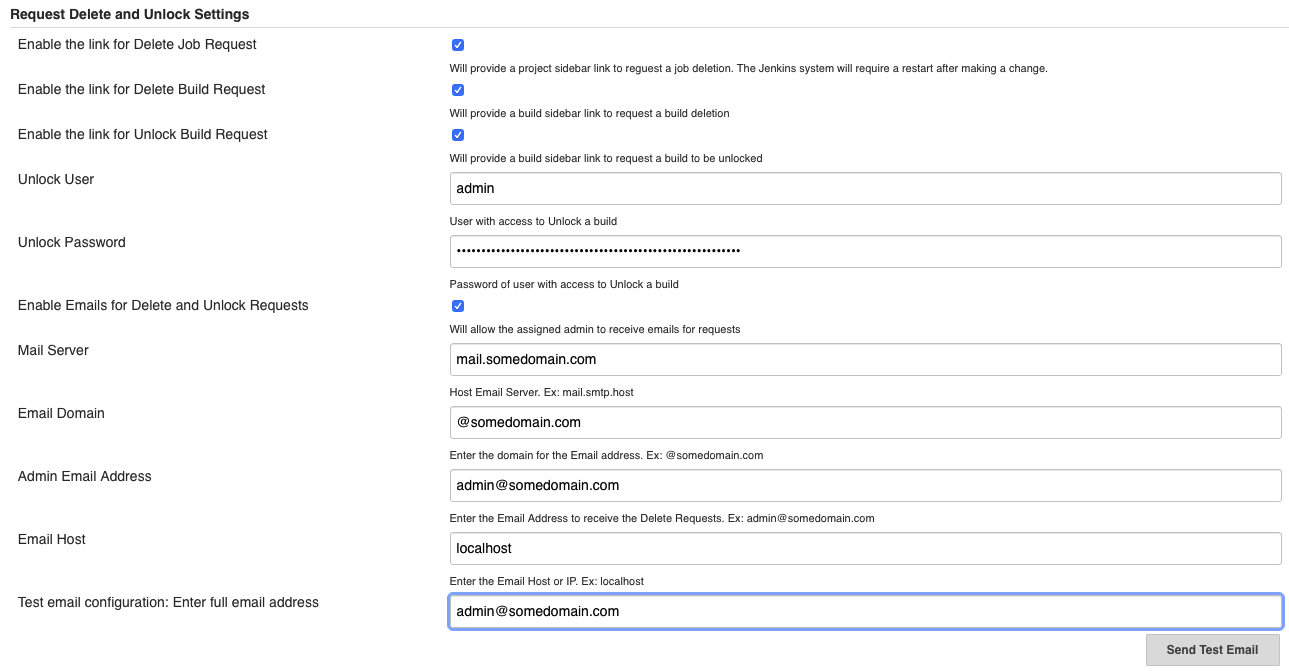 Request Delete and Unlock Settings
Enable the link for Delete Job Request
Will provide a project sidebar link to reguest a job deletion. The Jenkins system will require a restart after making a change.
Enable the link for Delete Build Request
Will provide a build sidebar link to request a build deletion
Enable the link for Unlock Build Request
Will provide a build sidebar link to request a build to be unlocked
Unlock User
admin
User with access to Unlock a build
Unlock Password
Password of user with access to Unlock a build
Enable Emails for Delete and Unlock Requests
Will allow the assigned admin to receive emails for requests
Mail Server
mail.somedomain.com
Host Email Server. Ex: mail.smtp.host
Email Domain
@somedomain.com
Enter the domain for the Email address. Ex: @somedomain.com
Admin Email Address
admin@somedomain.com
Enter the Email Address to receive the Delete Requests. Ex: admin@somedomain.com
Email Host
localhost
Enter the Email Host or IP. Ex: localhost
Test email configuration: Enter full email address
admin@somedomain.com
Send Test Email